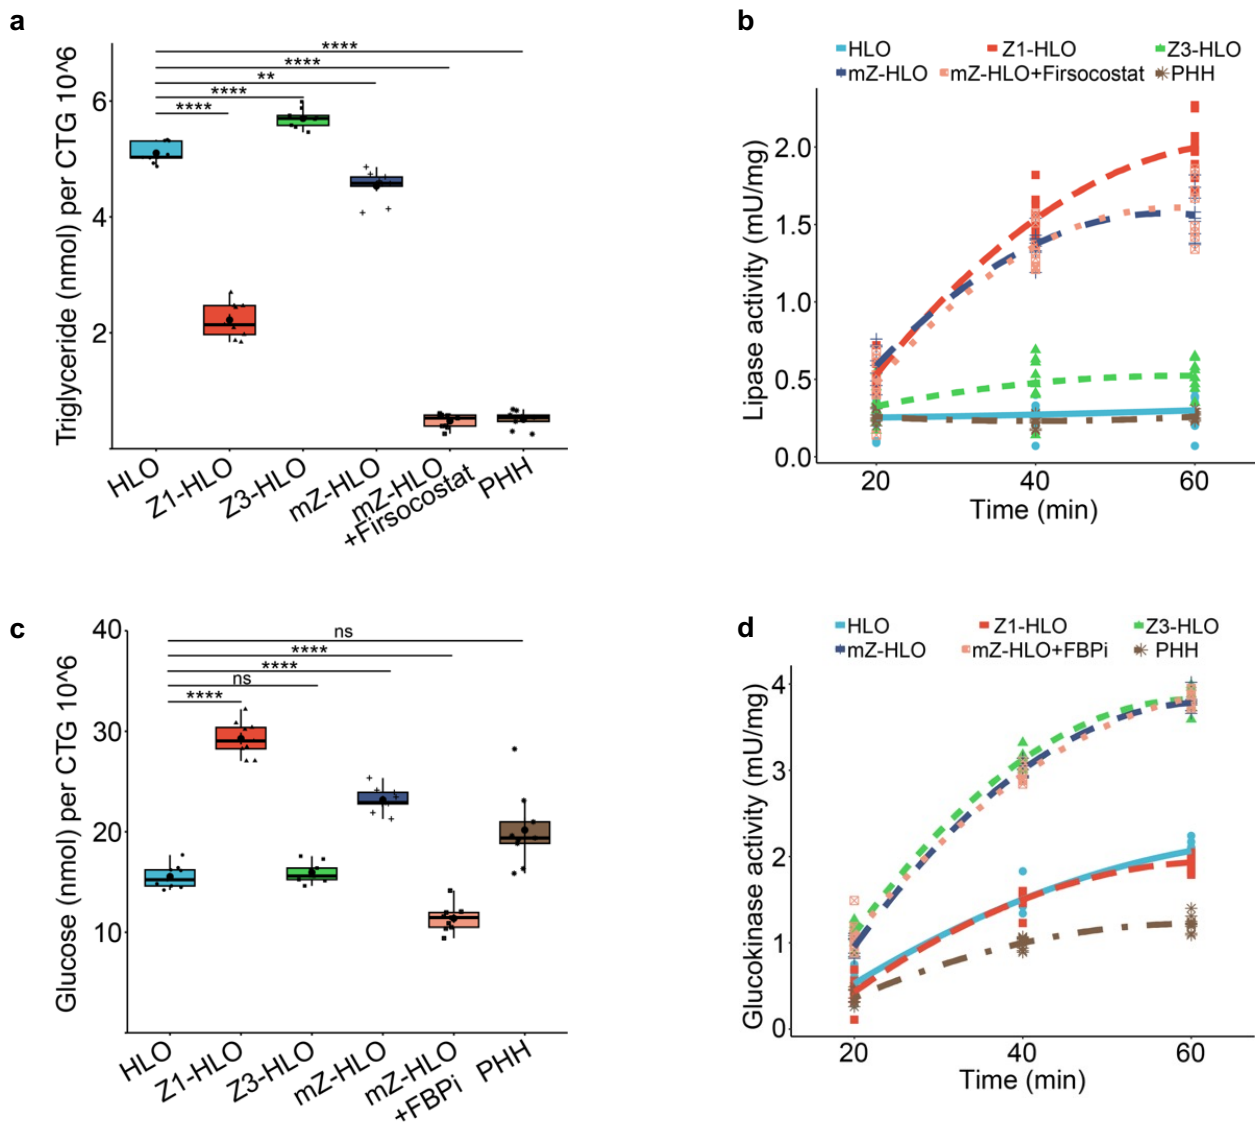 a
Triglyceride (nmol) per CTG 10^6
6
4
2
****
****
**
****
****
HLO
Z1-HLO
Z3-HLO
mZ-HLO
mZ-HLO
+Firsocostat
PHH
b
HLO Z1-HLO Z3-HLO
mZ-HLO mZ-HLO+Firsocostat PHH
Lipase activity (mU/mg)
2.0
1.5
1.0
0.5
0.0
20 40 60
Time (min)
c
Glucose (nmol) per CTG 10^6
40
30
20
10
ns
****
****
ns
****
HLO
Z1-HLO
Z3-HLO
mZ-HLO
mZ-HLO
+FBPi
PHH
d
HLO Z1-HLO Z3-HLO
mZ-HLO mZ-HLO+FBPi PHH
Glucokinase activity (mU/mg)
4
3
2
1
0
20 40 60
Time (min)